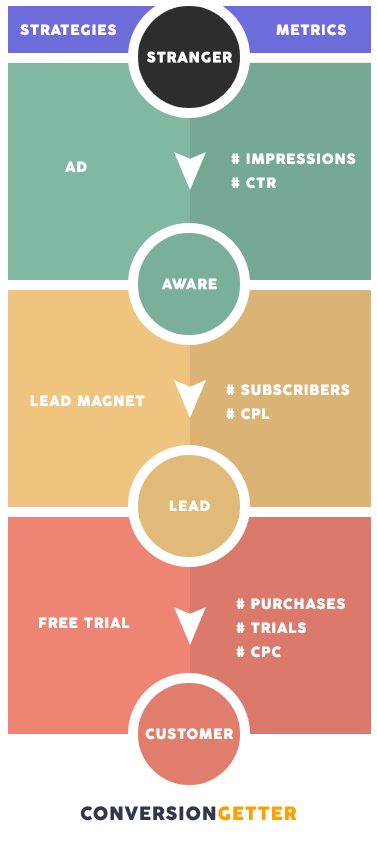 STRATEGIES
STRANGER
METRICS
AD
# IMPRESSIONS
# CTR
AWARE
LEAD MAGNET
# SUBSCRIBERS
# CPL
LEAD
FREE TRIAL
# PURCHASES
# TRIALS
# CPC
CUSTOMER
CONVERSIONGETTER